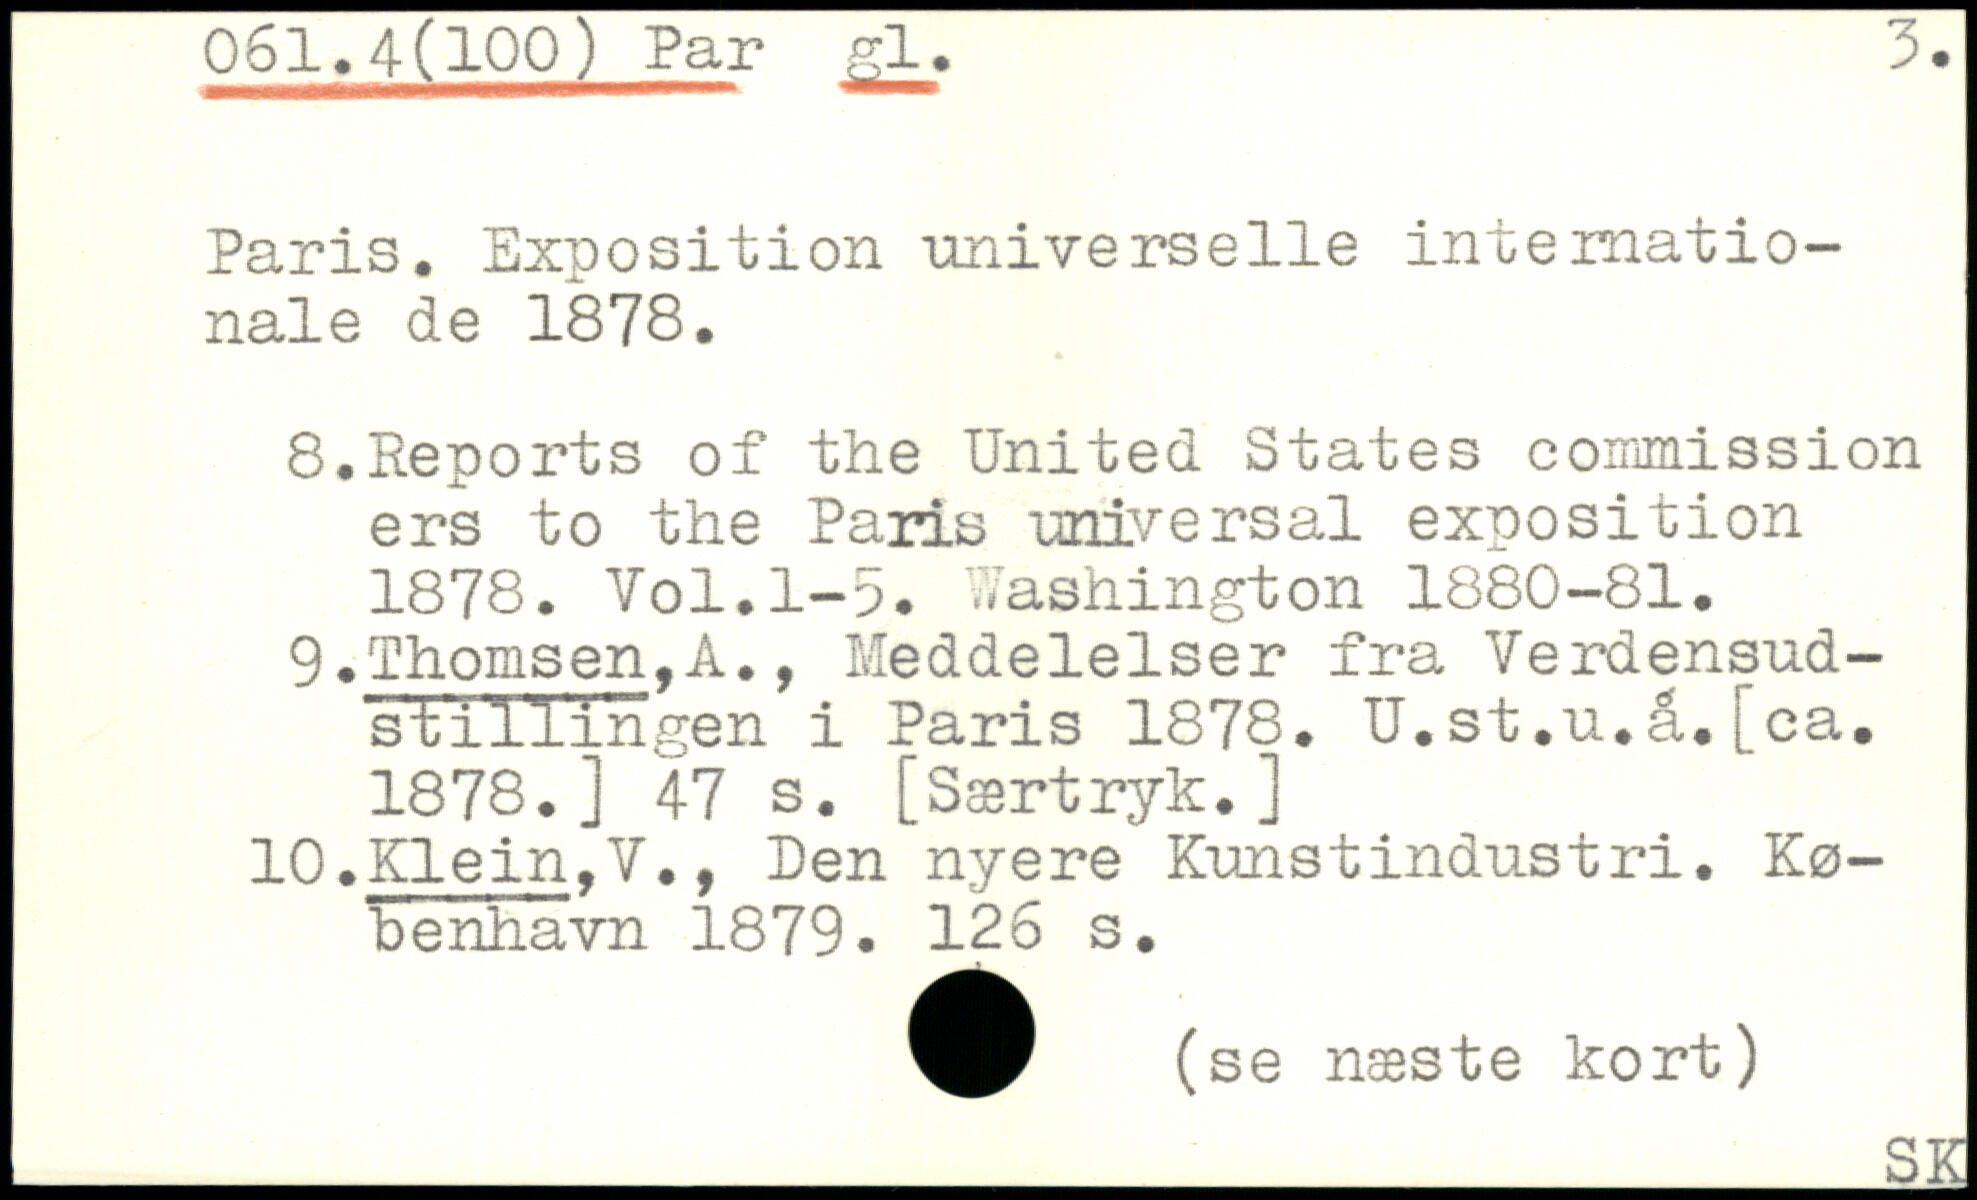 061.4(100) Par gl. 3.
Paris. Exposition universelle internatio-
nale de 1878.
8.Reports of the United States commission
ers to the Paris universal exposition
1878. Vol.1-5. Washington 1880-81.
9.Thomsen,A., Meddelelser fra Verdensud-
stillingen i Paris 1878. U.st.u.å.[ca.
1878.] 47 s. [Særtryk.]
10.Klein,V., Den nyere Kunstindustri. Kø-
benhavn 1879. 126 s.
(se næste kort)
SK